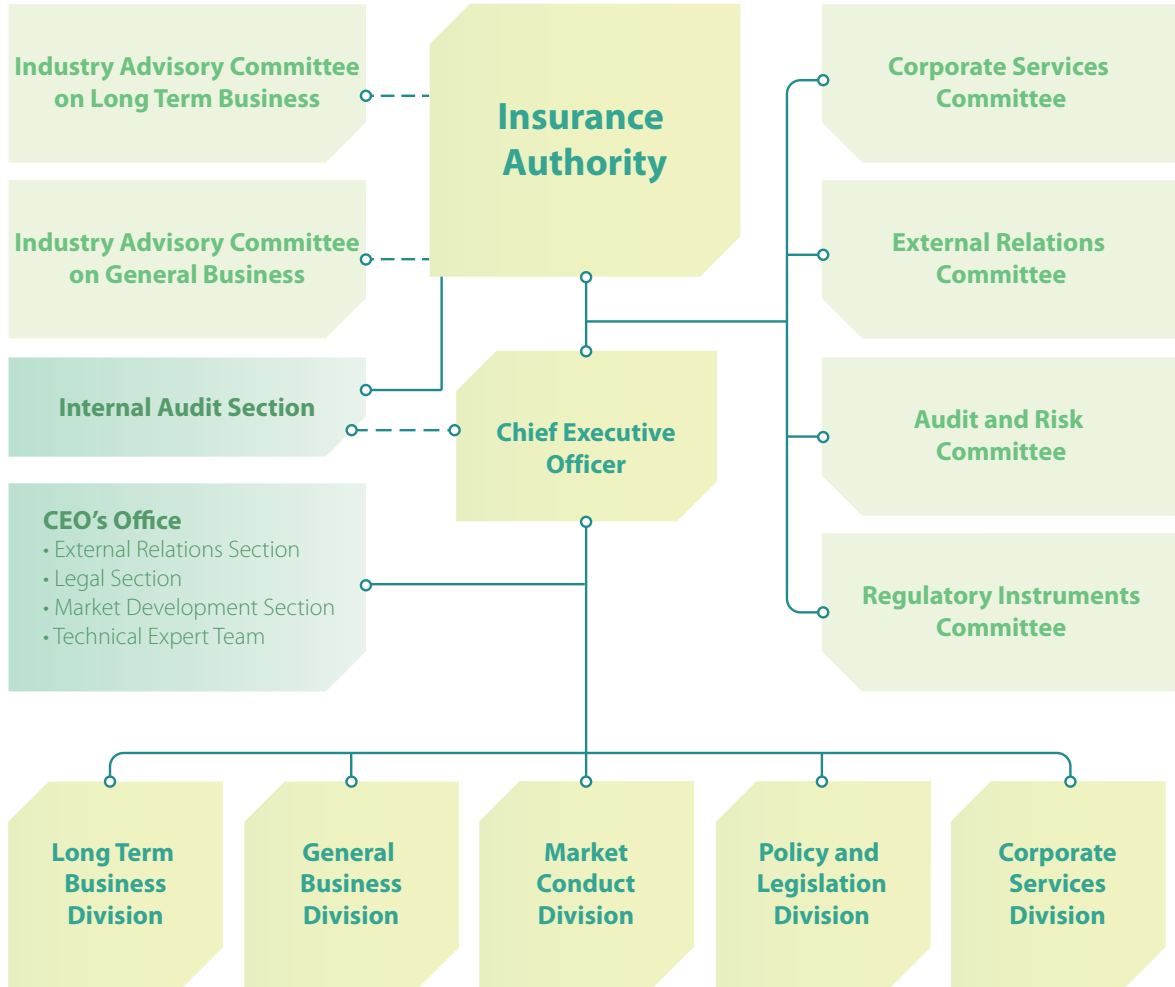 Industry Advisory Committee
on Long Term Business
Insurance
Authority
Corporate Services
Committee
Industry Advisory Committee
on General Business
External Relations
Committee
Internal Audit Section
Chief Executive
Officer
Audit and Risk
Committee
CEO’s Office
• External Relations Section
• Legal Section
• Market Development Section
• Technical Expert Team
Regulatory Instruments
Committee
Long Term
Business
Division
General
Business
Division
Market
Conduct
Division
Policy and
Legislation
Division
Corporate
Services
Division